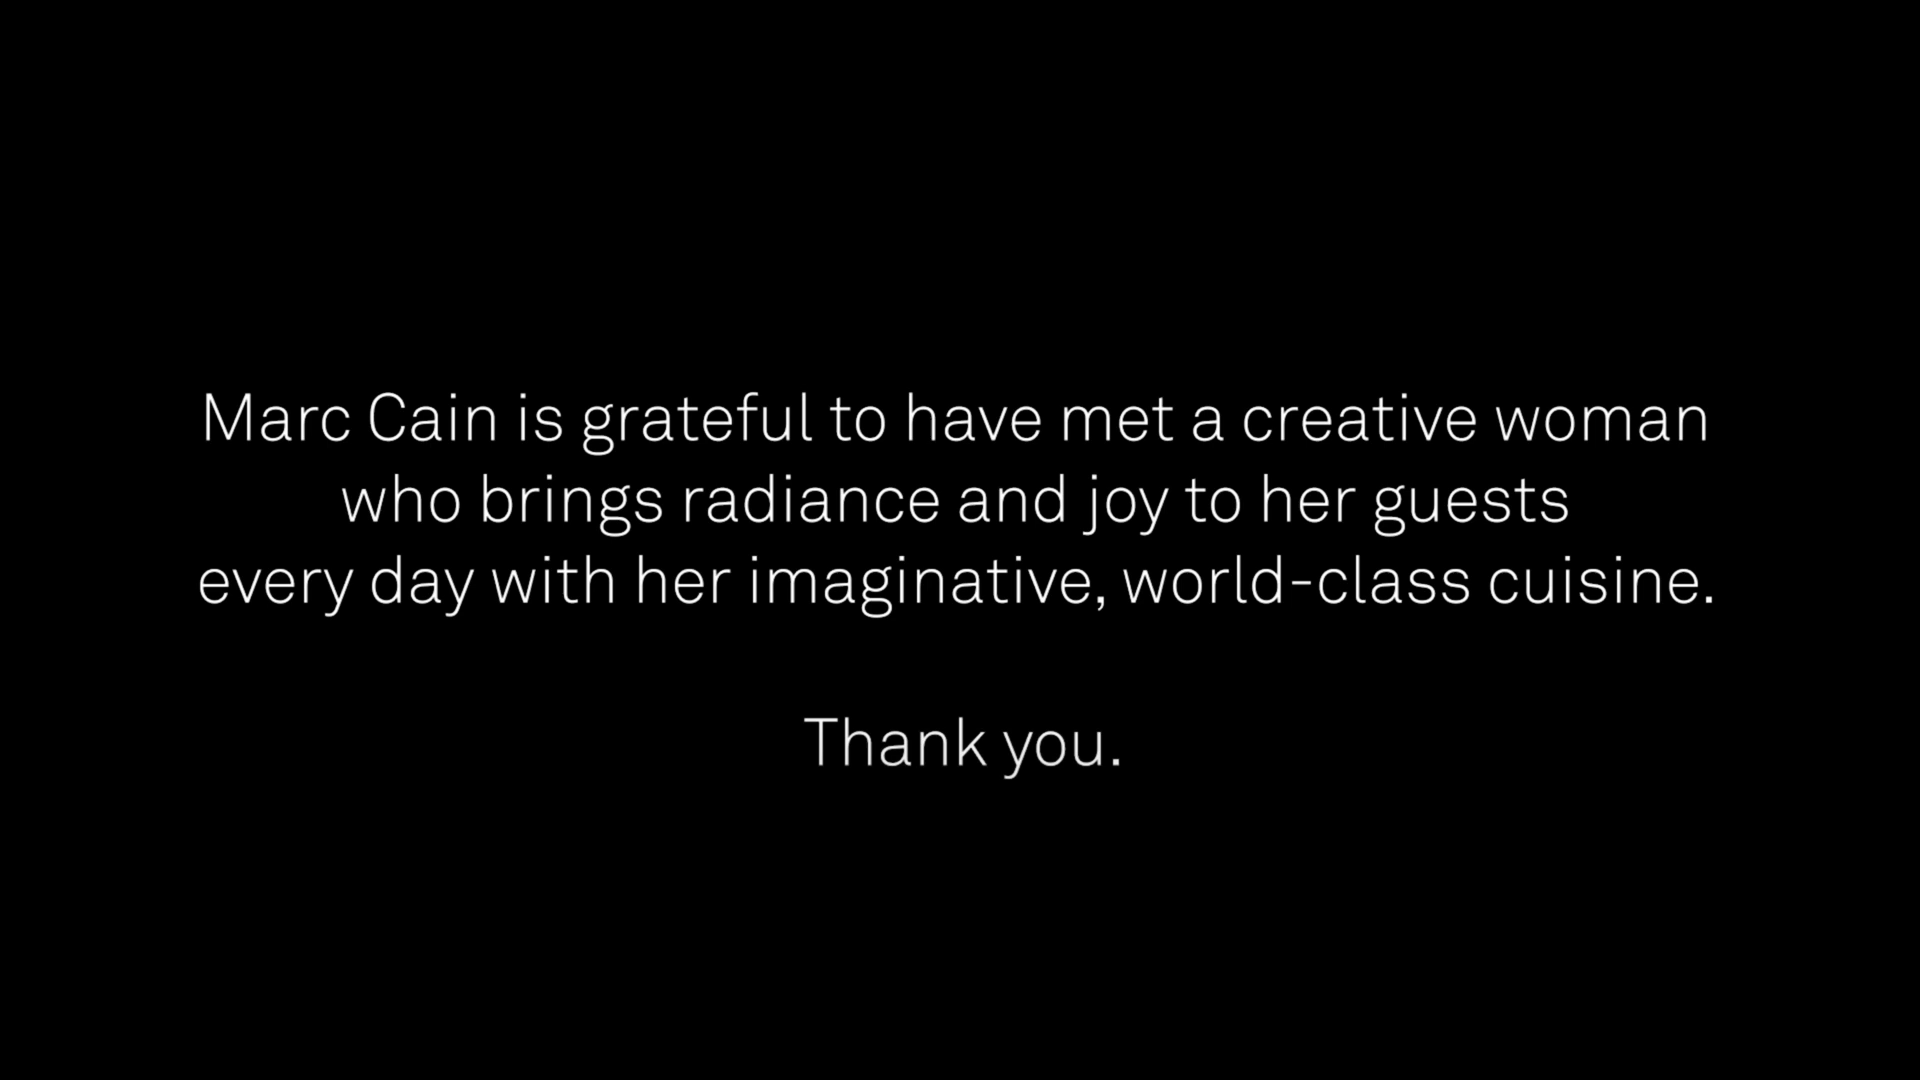 Marc Cain is grateful to have met a creative woman
who brings radiance and joy to her guests
every day with her imaginative, world-class cuisine.
Thank you.